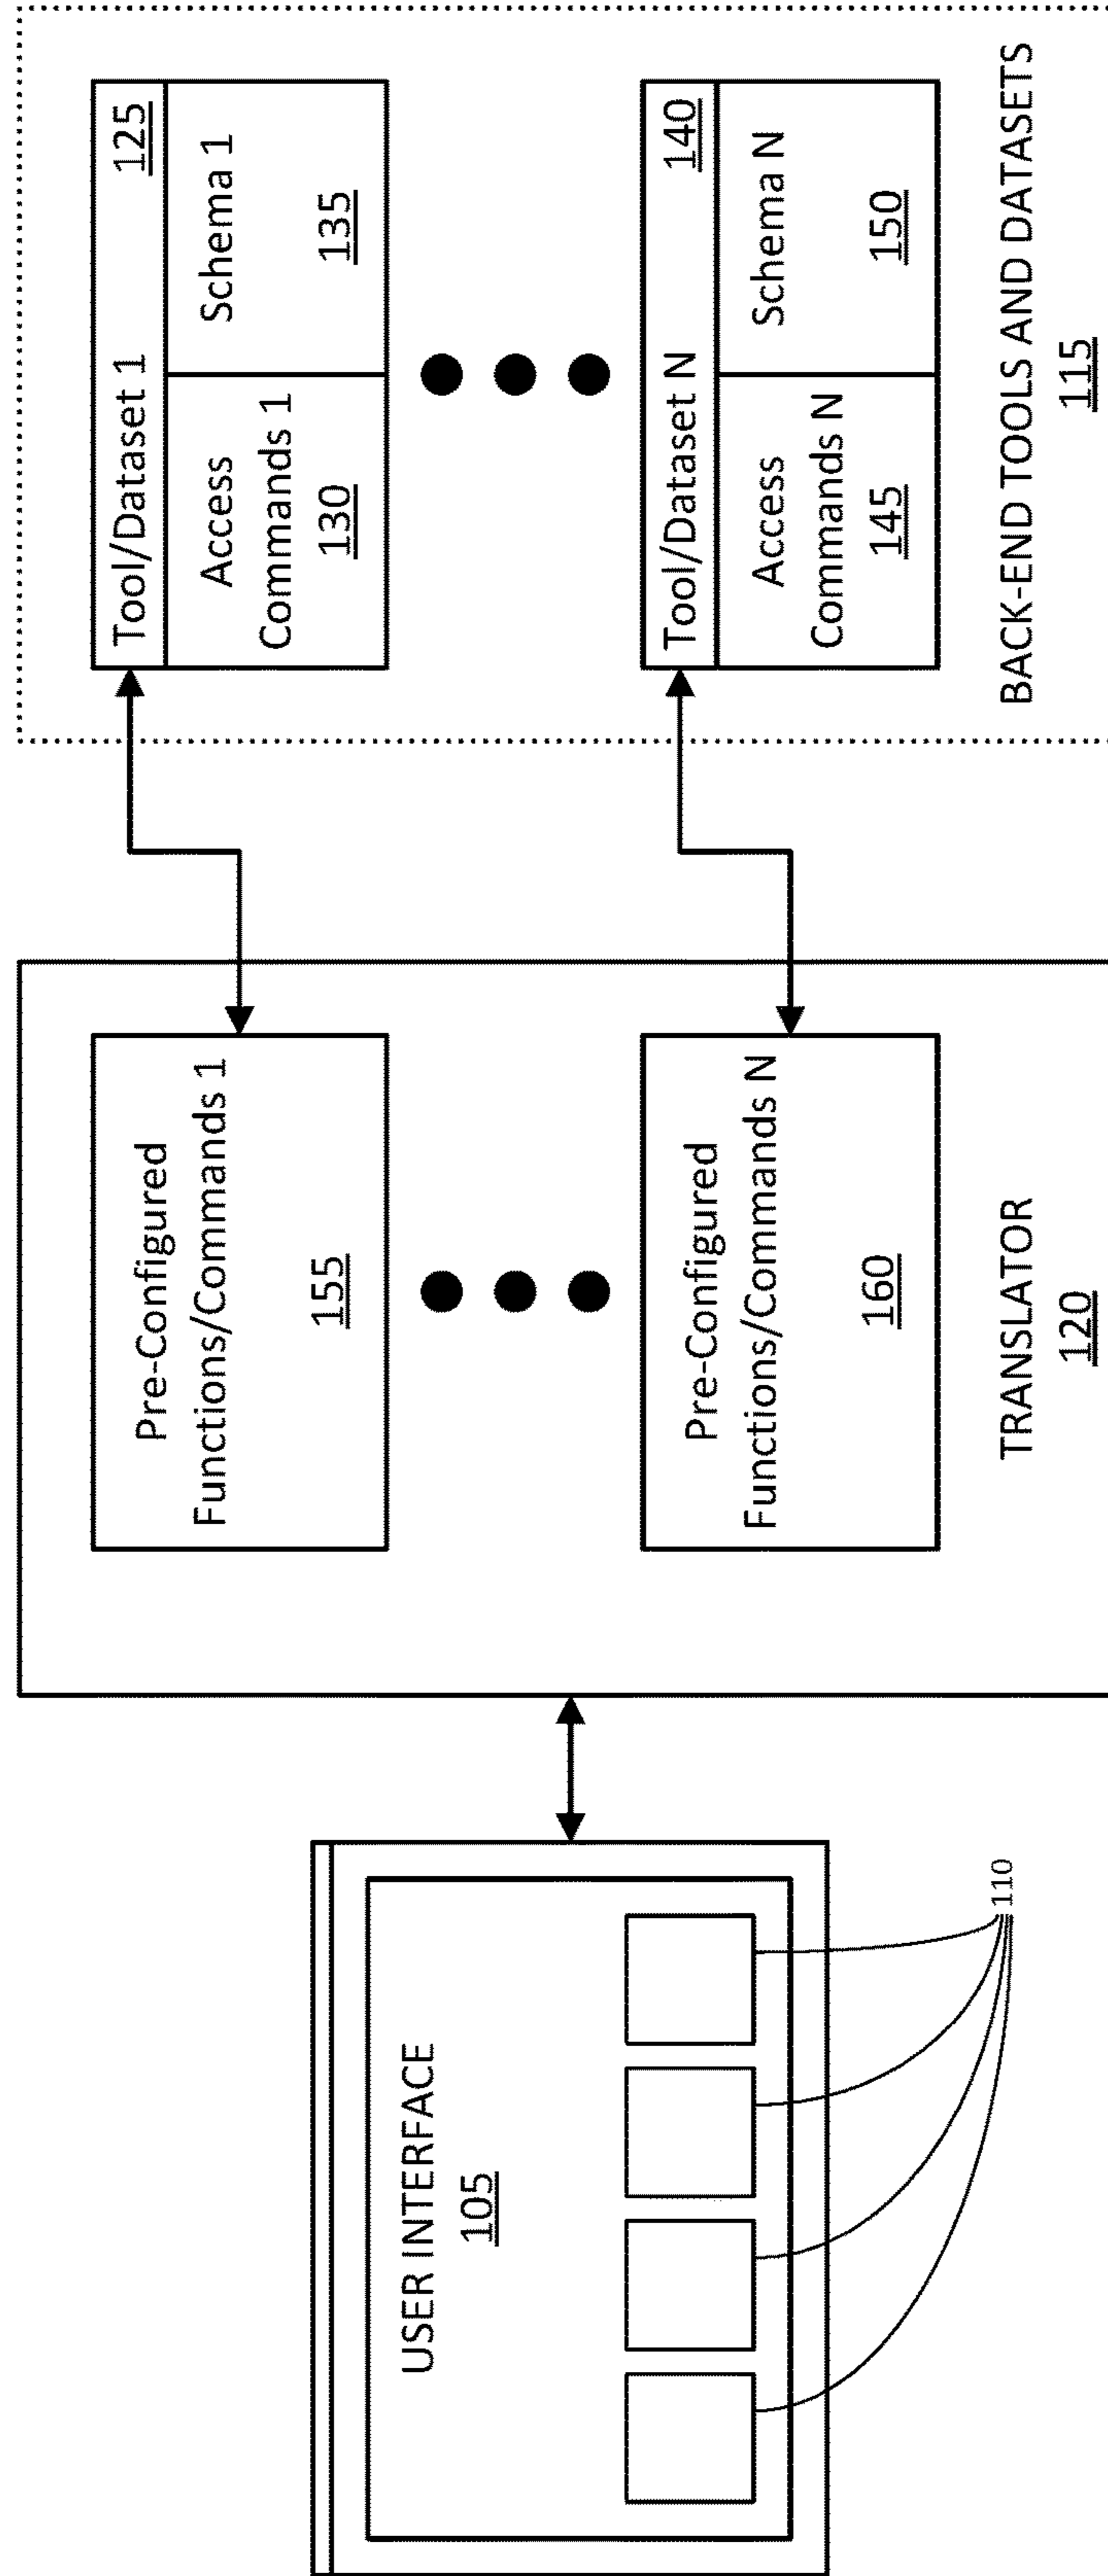 USER INTERFACE
105
110
Pre-Configured
Functions/Commands 1
155
Pre-Configured
Functions/Commands N
160
TRANSLATOR
120
Tool/Dataset 1
125
Access
Commands 1
130
Schema 1
135
Tool/Dataset N
140
Access
Commands N
145
Schema N
150
BACK-END TOOLS AND DATASETS
115